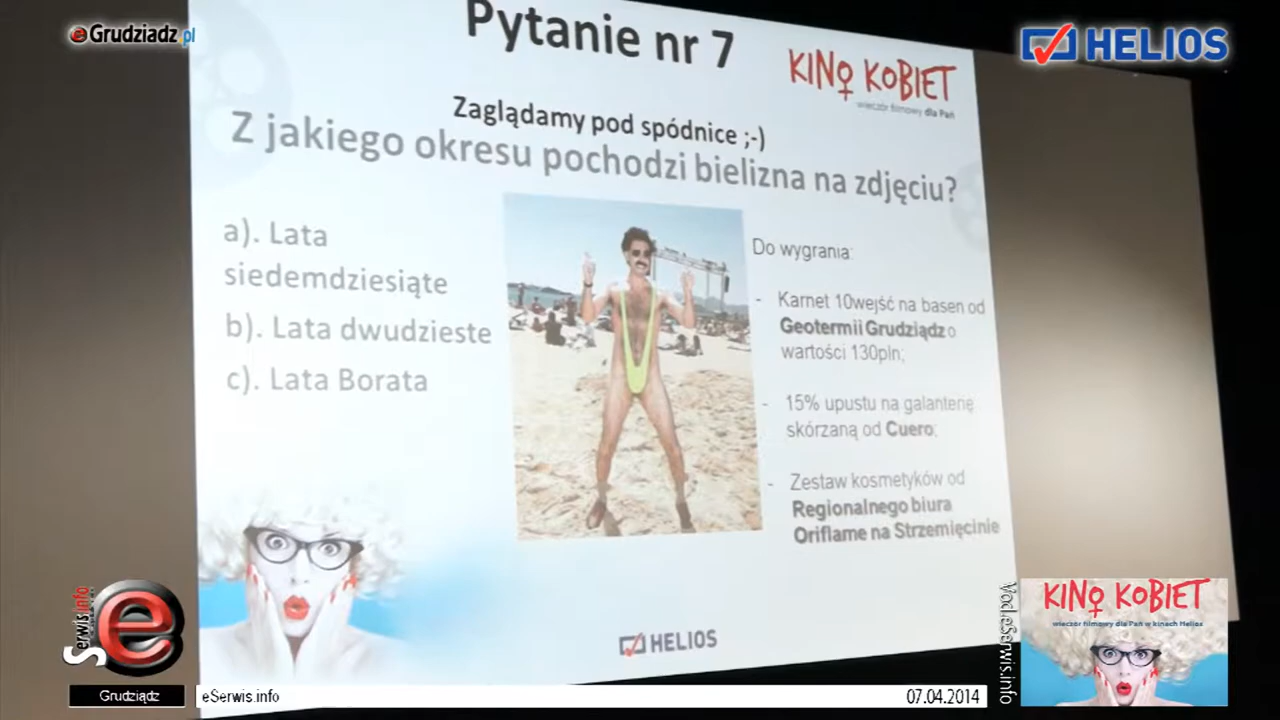 eGrudziadz.pl
HELIOS
Pytanie nr 7
KINO KOBIET
wieczór filmowy dla Pań
Zaglądamy pod spódnice ;-)
Z jakiego okresu pochodzi bielizna na zdjęciu?
a). Lata
siedemdziesiąte
b). Lata dwudzieste
c). Lata Borata
Do wygrania:
- Karnet 10wejść na basen od
Geotermii Grudziądz o
wartości 130pln;
- 15% upustu na galanterię
skórzaną od Cuero;
- Zestaw kosmetyków od
Regionalnego biura
Oriflame na Strzemięcinie
HELIOS
Serwis.info
e
Grudziądz
eSerwis.info
07.04.2014
Vod.eSerwis.info
KINO KOBIET
wieczór filmowy dla Pań w kinach Helios